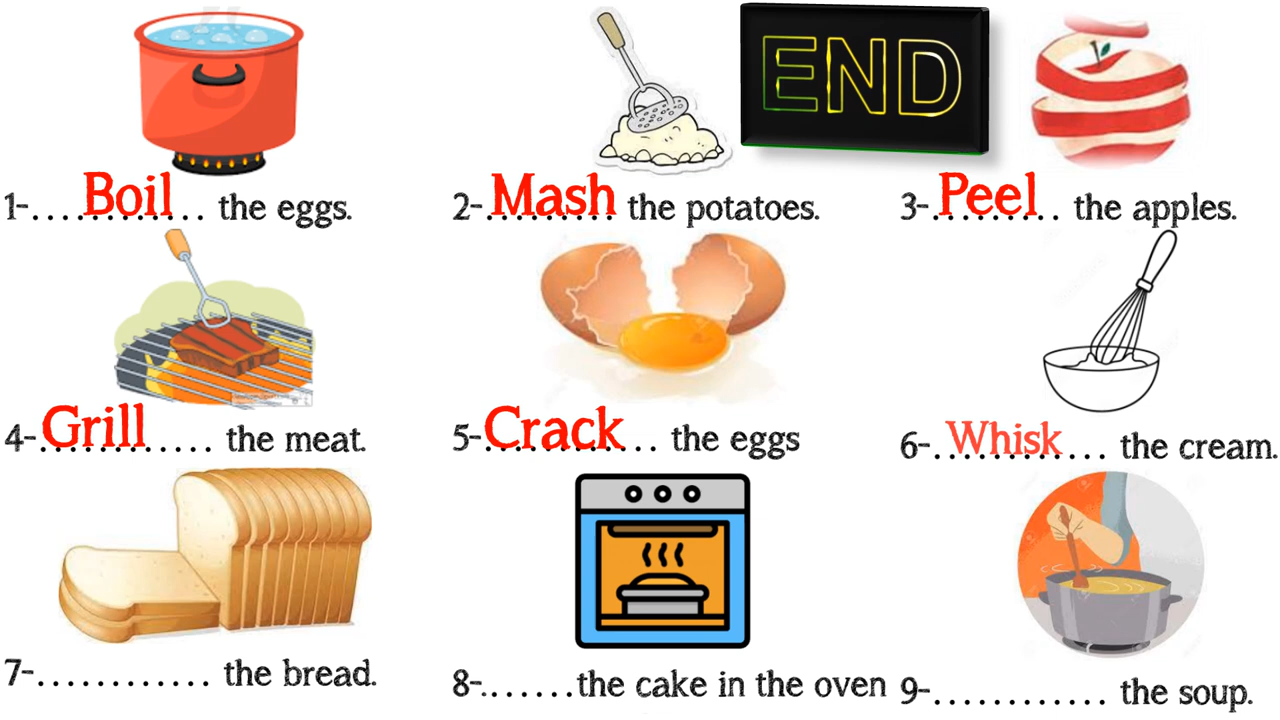 END
1-....Boil.... the eggs.
2-Mash the potatoes.
3-.Peel.. the apples.
4-Grill..... the meat.
5-Crack.. the eggs
6-.Whisk... the cream.
7-............ the bread.
8-.......the cake in the oven
9-............ the soup.